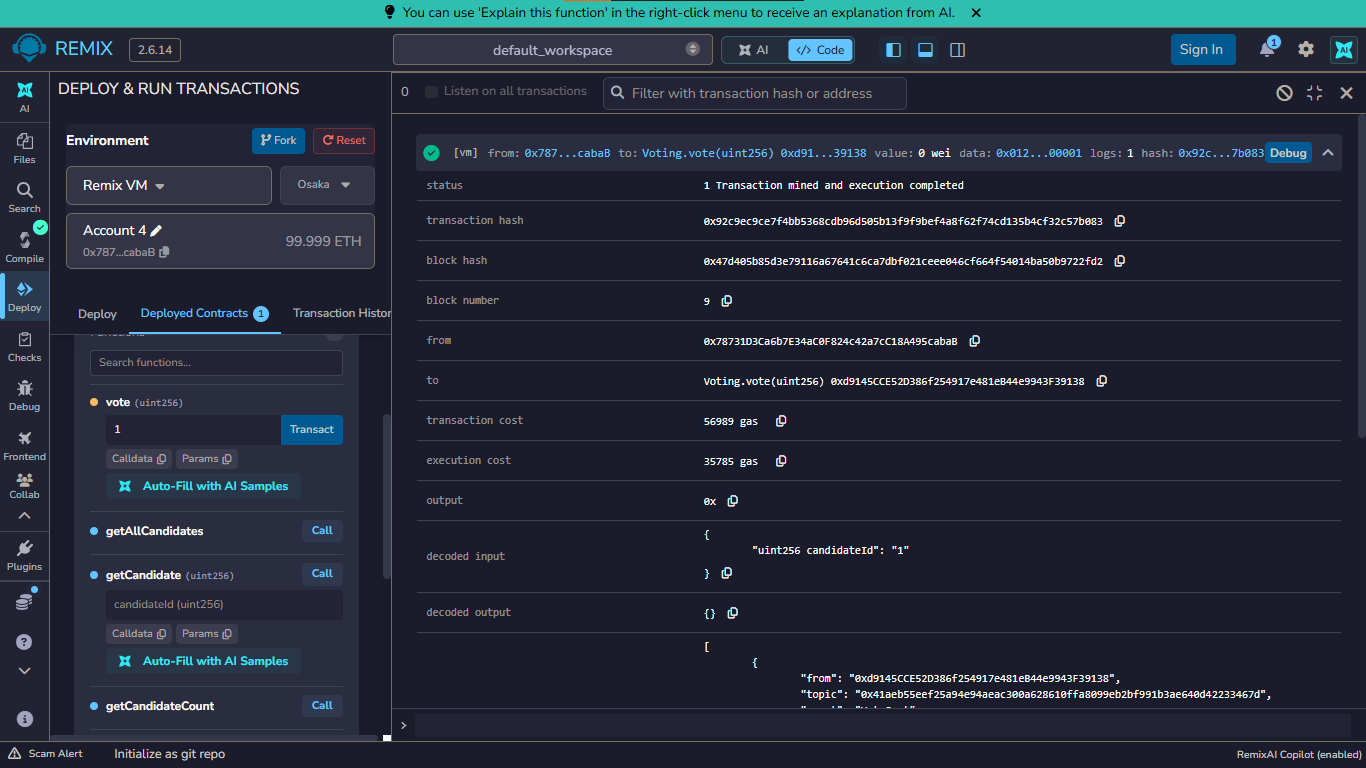 You can use 'Explain this function' in the right-click menu to receive an explanation from AI.
REMIX 2.6.14 default_workspace AI Code Sign In 1 AI
AI
Files
Search
Compile
Deploy
Checks
Debug
Frontend
Collab
Plugins
DEPLOY & RUN TRANSACTIONS
Environment Fork Reset
Remix VM Osaka
Account 4
0x787...cabaB 99.999 ETH
Deploy Deployed Contracts 1 Transaction Histor
Search functions...
vote (uint256)
1 Transact
Calldata Params
Auto-Fill with AI Samples
getAllCandidates Call
getCandidate (uint256) Call
candidateId (uint256)
Calldata Params
Auto-Fill with AI Samples
getCandidateCount Call
0 Listen on all transactions Filter with transaction hash or address
[vm] from: 0x787...cabaB to: Voting.vote(uint256) 0xd91...39138 value: 0 wei data: 0x012...00001 logs: 1 hash: 0x92c...7b083 Debug
status 1 Transaction mined and execution completed
transaction hash 0x92c9ec9ce7f4bb5368cdb96d505b13f9f9bef4a8f62f74cd135b4cf32c57b083
block hash 0x47d405b85d3e79116a67641c6ca7dbf021ceee046cf664f54014ba50b9722fd2
block number 9
from 0x78731D3Ca6b7E34aC0F824c42a7cC18A495cabaB
to Voting.vote(uint256) 0xd9145CCE52D386f254917e481eB44e9943F39138
transaction cost 56989 gas
execution cost 35785 gas
output 0x
decoded input {
"uint256 candidateId": "1"
}
decoded output {}
[
{
"from": "0xd9145CCE52D386f254917e481eB44e9943F39138",
"topic": "0x41aeb55eef25a94e94aeac300a628610ffa8099eb2bf991b3ae640d42233467d",
>
Scam Alert Initialize as git repo RemixAI Copilot (enabled)